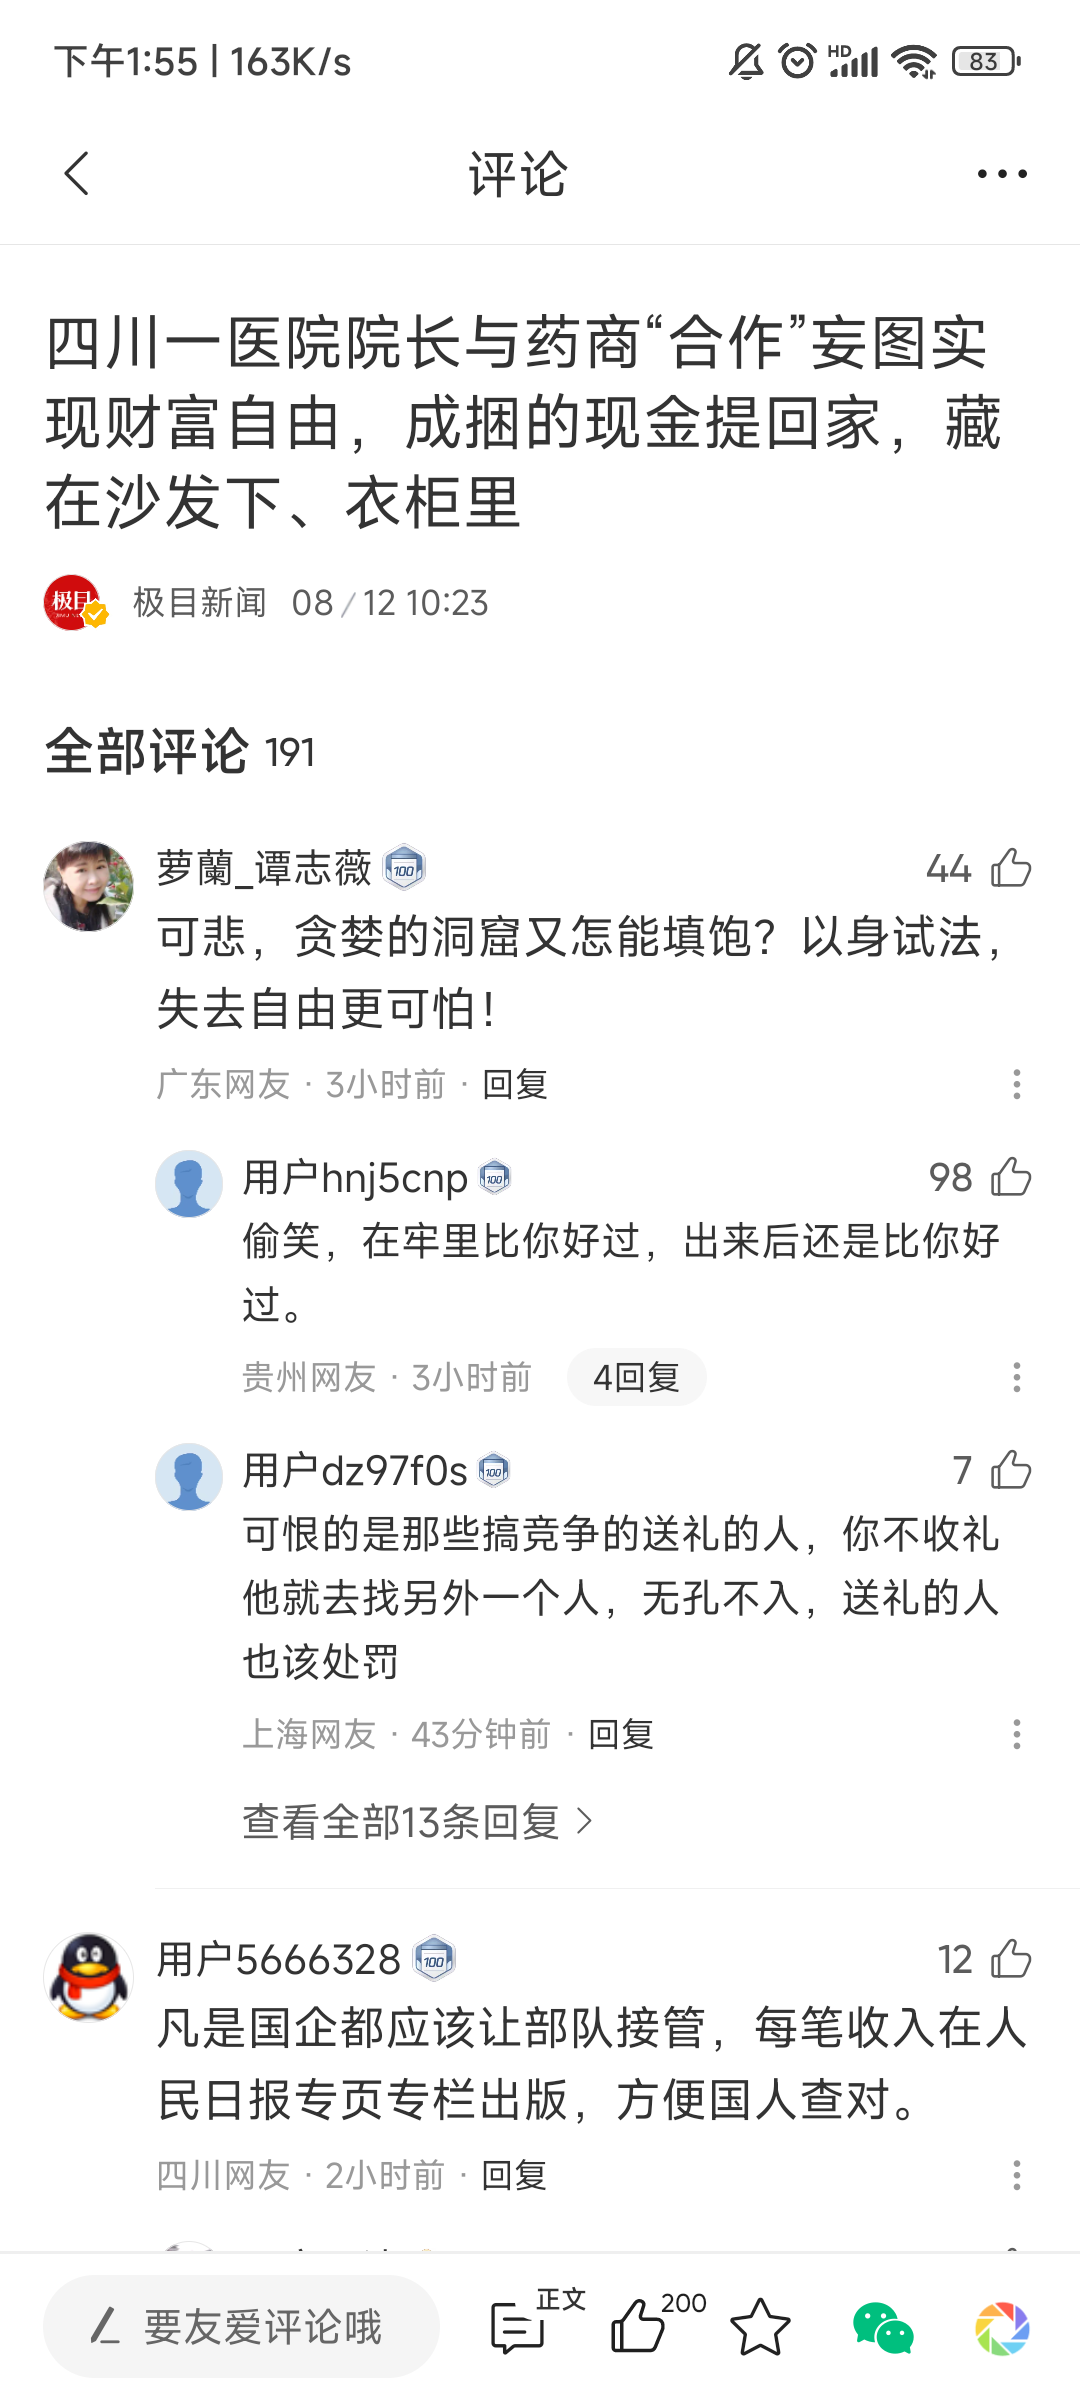 下午1:55 | 163K/s
HD
83
评论
四川一医院院长与药商“合作”妄图实
现财富自由，成捆的现金提回家，藏
在沙发下、衣柜里
极目
极目新闻 08/12 10:23
全部评论 191
萝蘭_谭志薇 100 44
可悲，贪婪的洞窟又怎能填饱？以身试法，
失去自由更可怕！
广东网友 · 3小时前 · 回复
用户hnj5cnp 100 98
偷笑，在牢里比你好过，出来后还是比你好
过。
贵州网友 · 3小时前 4回复
用户dz97f0s 100 7
可恨的是那些搞竞争的送礼的人，你不收礼
他就去找另外一个人，无孔不入，送礼的人
也该处罚
上海网友 · 43分钟前 · 回复
查看全部13条回复
用户5666328 100 12
凡是国企都应该让部队接管，每笔收入在人
民日报专页专栏出版，方便国人查对。
四川网友 · 2小时前 · 回复
要友爱评论哦 正文 200